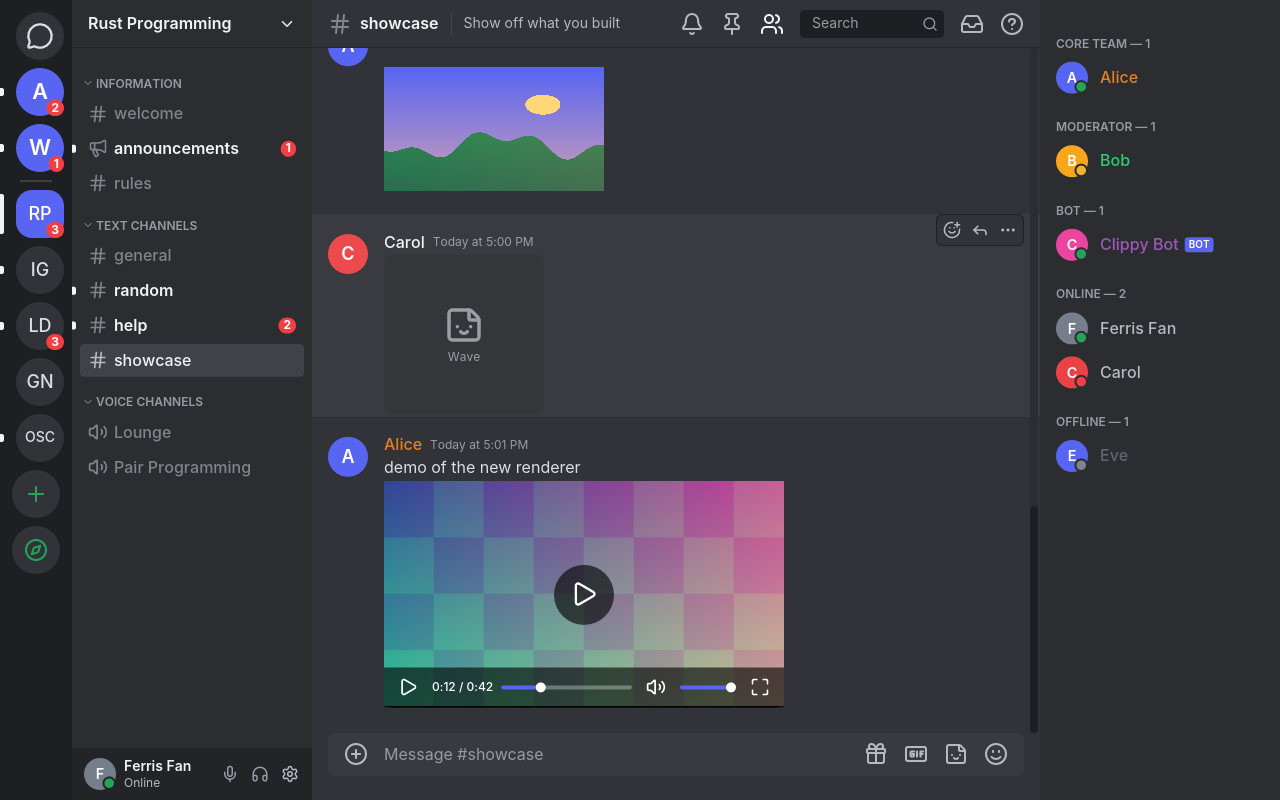 A
2
W
1
RP
3
IG
LD
3
GN
OSC
Rust Programming
INFORMATION
welcome
announcements
1
rules
TEXT CHANNELS
general
random
help
2
showcase
VOICE CHANNELS
Lounge
Pair Programming
F
Ferris Fan
Online
showcase
Show off what you built
Search
A
C
Carol Today at 5:00 PM
Wave
A
Alice Today at 5:01 PM
demo of the new renderer
0:12 / 0:42
Message #showcase
GIF
CORE TEAM — 1
A
Alice
MODERATOR — 1
B
Bob
BOT — 1
C
Clippy Bot BOT
ONLINE — 2
F
Ferris Fan
C
Carol
OFFLINE — 1
E
Eve